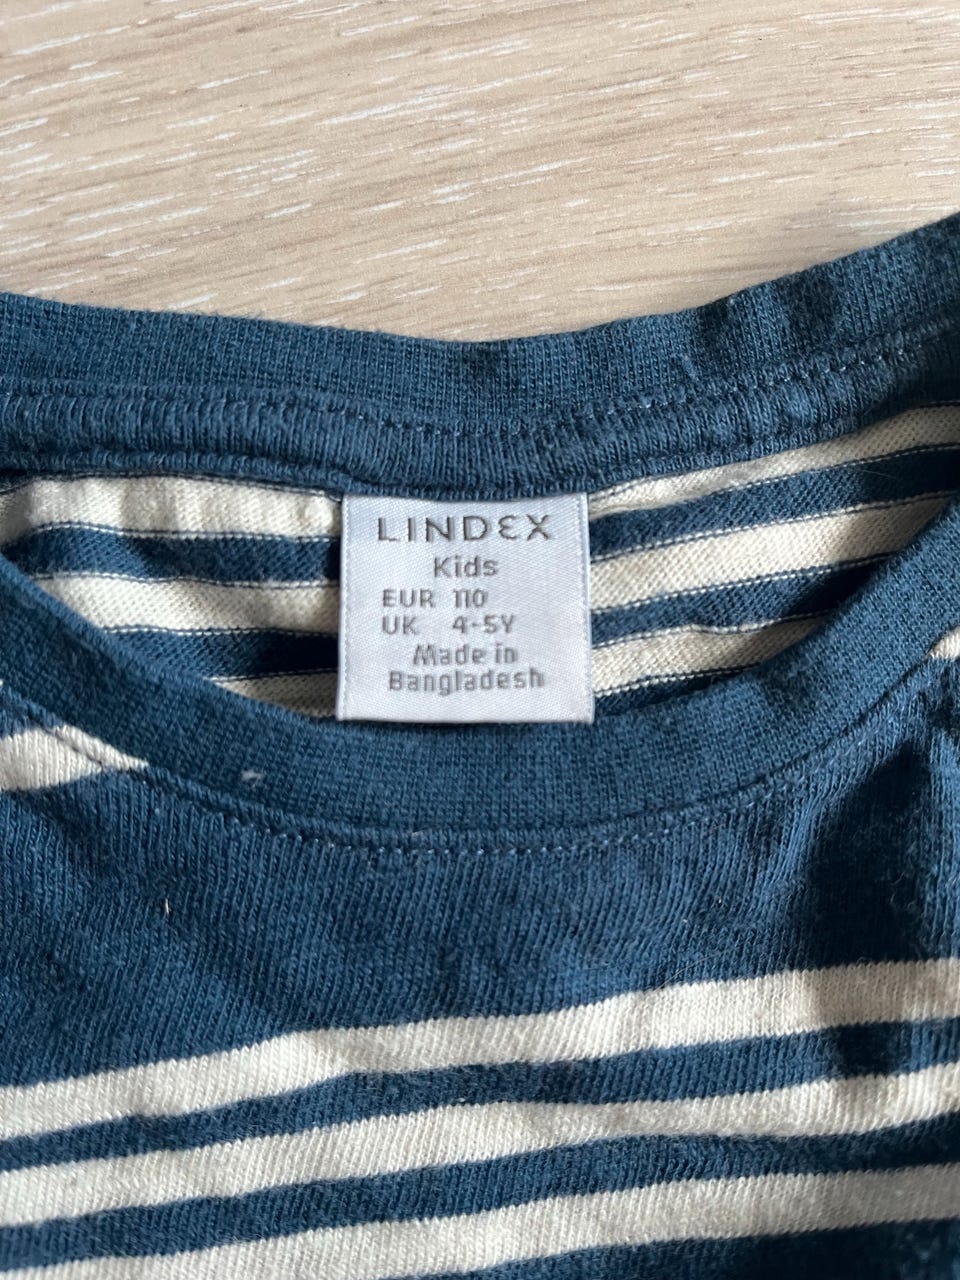 LINDEX
Kids
EUR 110
UK 4-5Y
Made in
Bangladesh